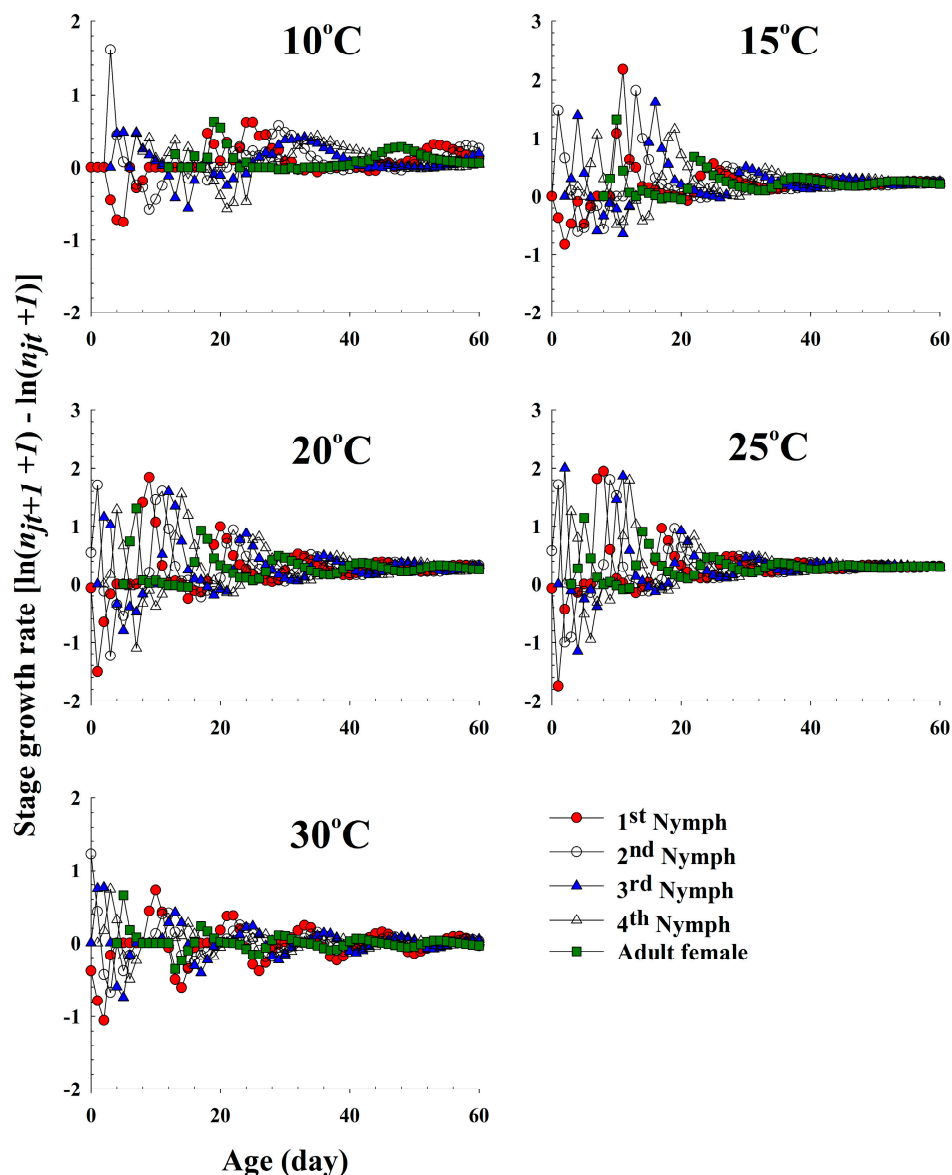 Stage growth rate [ln(njt+1 +1) - ln(njt +1)]
10°C
2
1
0
-1
-2
0 20 40 60
15°C
3
2
1
0
-1
-2
0 20 40 60
20°C
3
2
1
0
-1
-2
0 20 40 60
25°C
3
2
1
0
-1
-2
0 20 40 60
30°C
2
1
0
-1
-2
0 20 40 60
1st Nymph
2nd Nymph
3rd Nymph
4th Nymph
Adult female
Age (day)